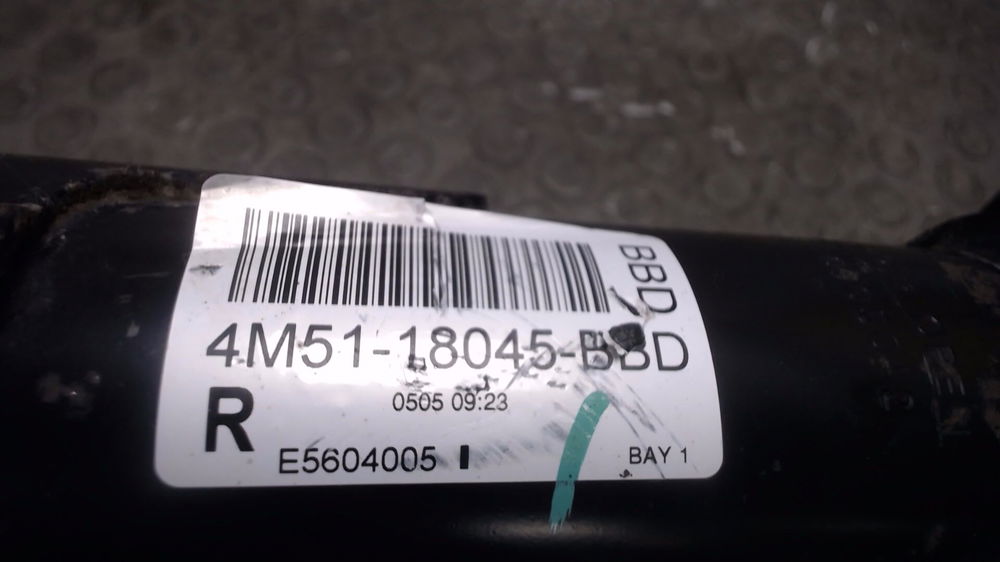 BBD
4M51-18045-BBD
0505 09:23
R
E5604005
BAY 1